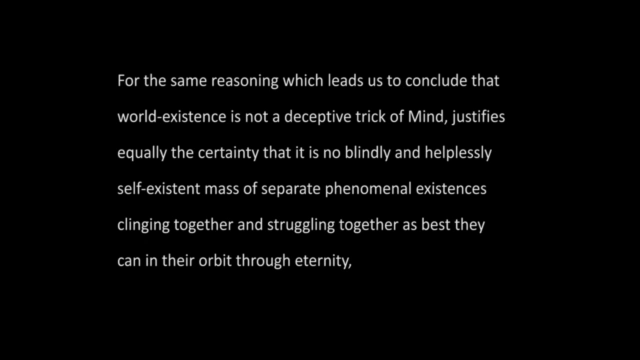 For the same reasoning which leads us to conclude that
world-existence is not a deceptive trick of Mind, justifies
equally the certainty that it is no blindly and helplessly
self-existent mass of separate phenomenal existences
clinging together and struggling together as best they
can in their orbit through eternity,